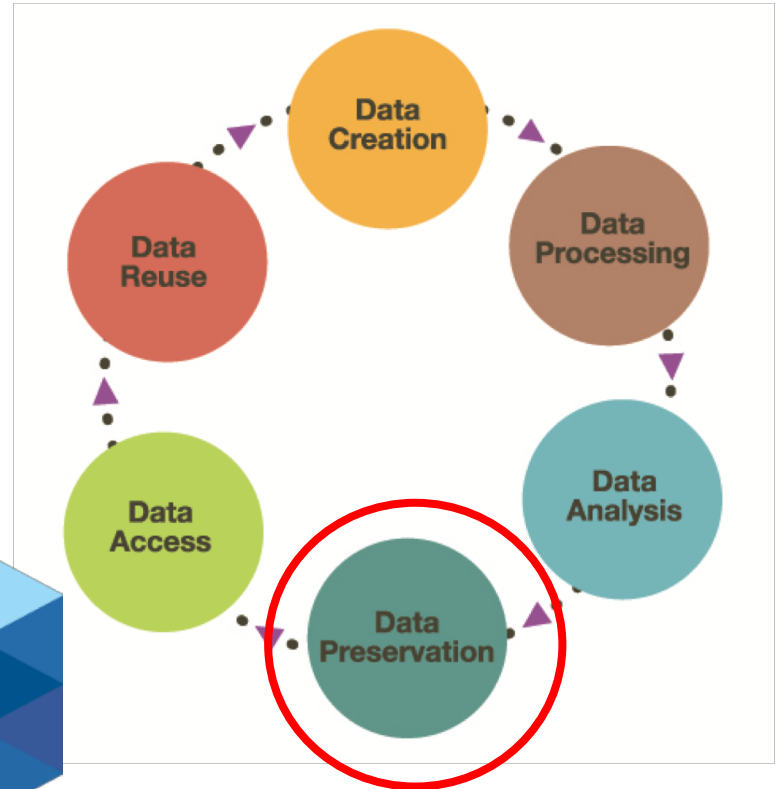 Data
Creation
Data
Processing
Data
Analysis
Data
Preservation
Data
Access
Data
Reuse